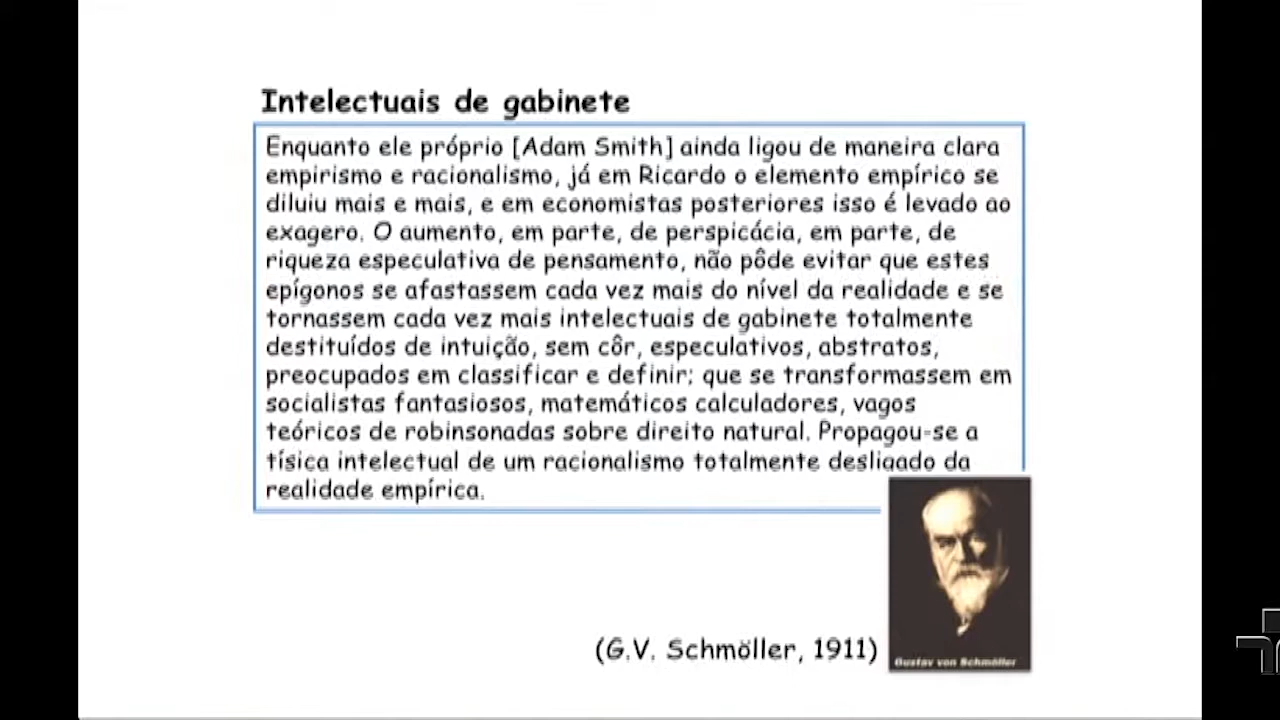 Intelectuais de gabinete
Enquanto ele próprio [Adam Smith] ainda ligou de maneira clara
empirismo e racionalismo, já em Ricardo o elemento empírico se
diluiu mais e mais, e em economistas posteriores isso é levado ao
exagero. O aumento, em parte, de perspicácia, em parte, de
riqueza especulativa de pensamento, não pôde evitar que estes
epígonos se afastassem cada vez mais do nível da realidade e se
tornassem cada vez mais intelectuais de gabinete totalmente
destituídos de intuição, sem côr, especulativos, abstratos,
preocupados em classificar e definir; que se transformassem em
socialistas fantasiosos, matemáticos calculadores, vagos
teóricos de robinsonadas sobre direito natural. Propagou-se a
tísica intelectual de um racionalismo totalmente desligado da
realidade empírica.
(G.V. Schmöller, 1911)
Gustav von Schmöller